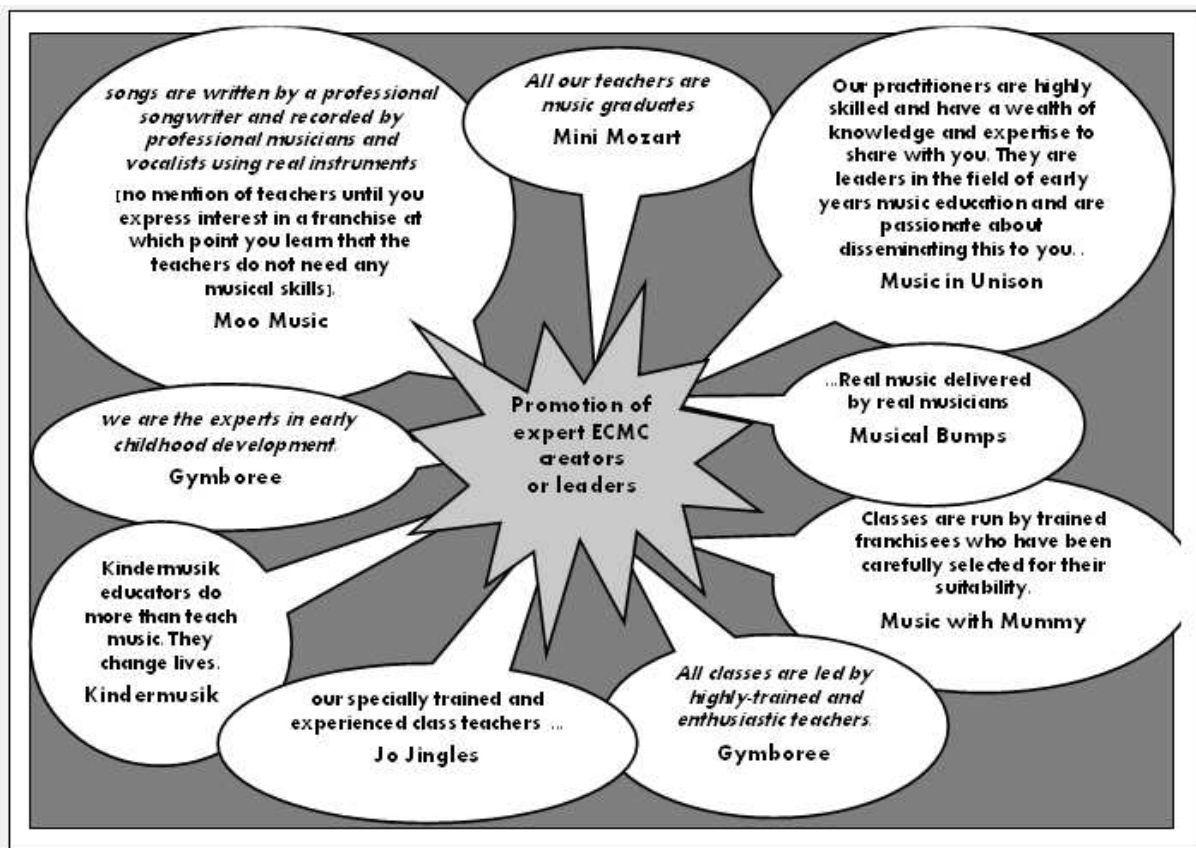 songs are written by a professional
songwriter and recorded by
professional musicians and
vocalists using real instruments
[no mention of teachers until you
express interest in a franchise at
which point you learn that the
teachers do not need any
musical skills].
Moo Music
All our teachers are
music graduates
Mini Mozart
Our practitioners are highly
skilled and have a wealth of
knowledge and expertise to
share with you. They are
leaders in the field of early
years music education and are
passionate about
disseminating this to you. .
Music in Unison
we are the experts in early
childhood development.
Gymboree
Promotion of
expert ECMC
creators
or leaders
...Real music delivered
by real musicians
Musical Bumps
Classes are run by trained
franchisees who have been
carefully selected for their
suitability.
Music with Mummy
Kindermusik
educators do
more than teach
music. They
change lives.
Kindermusik
our specially trained and
experienced class teachers ...
Jo Jingles
All classes are led by
highly-trained and
enthusiastic teachers.
Gymboree